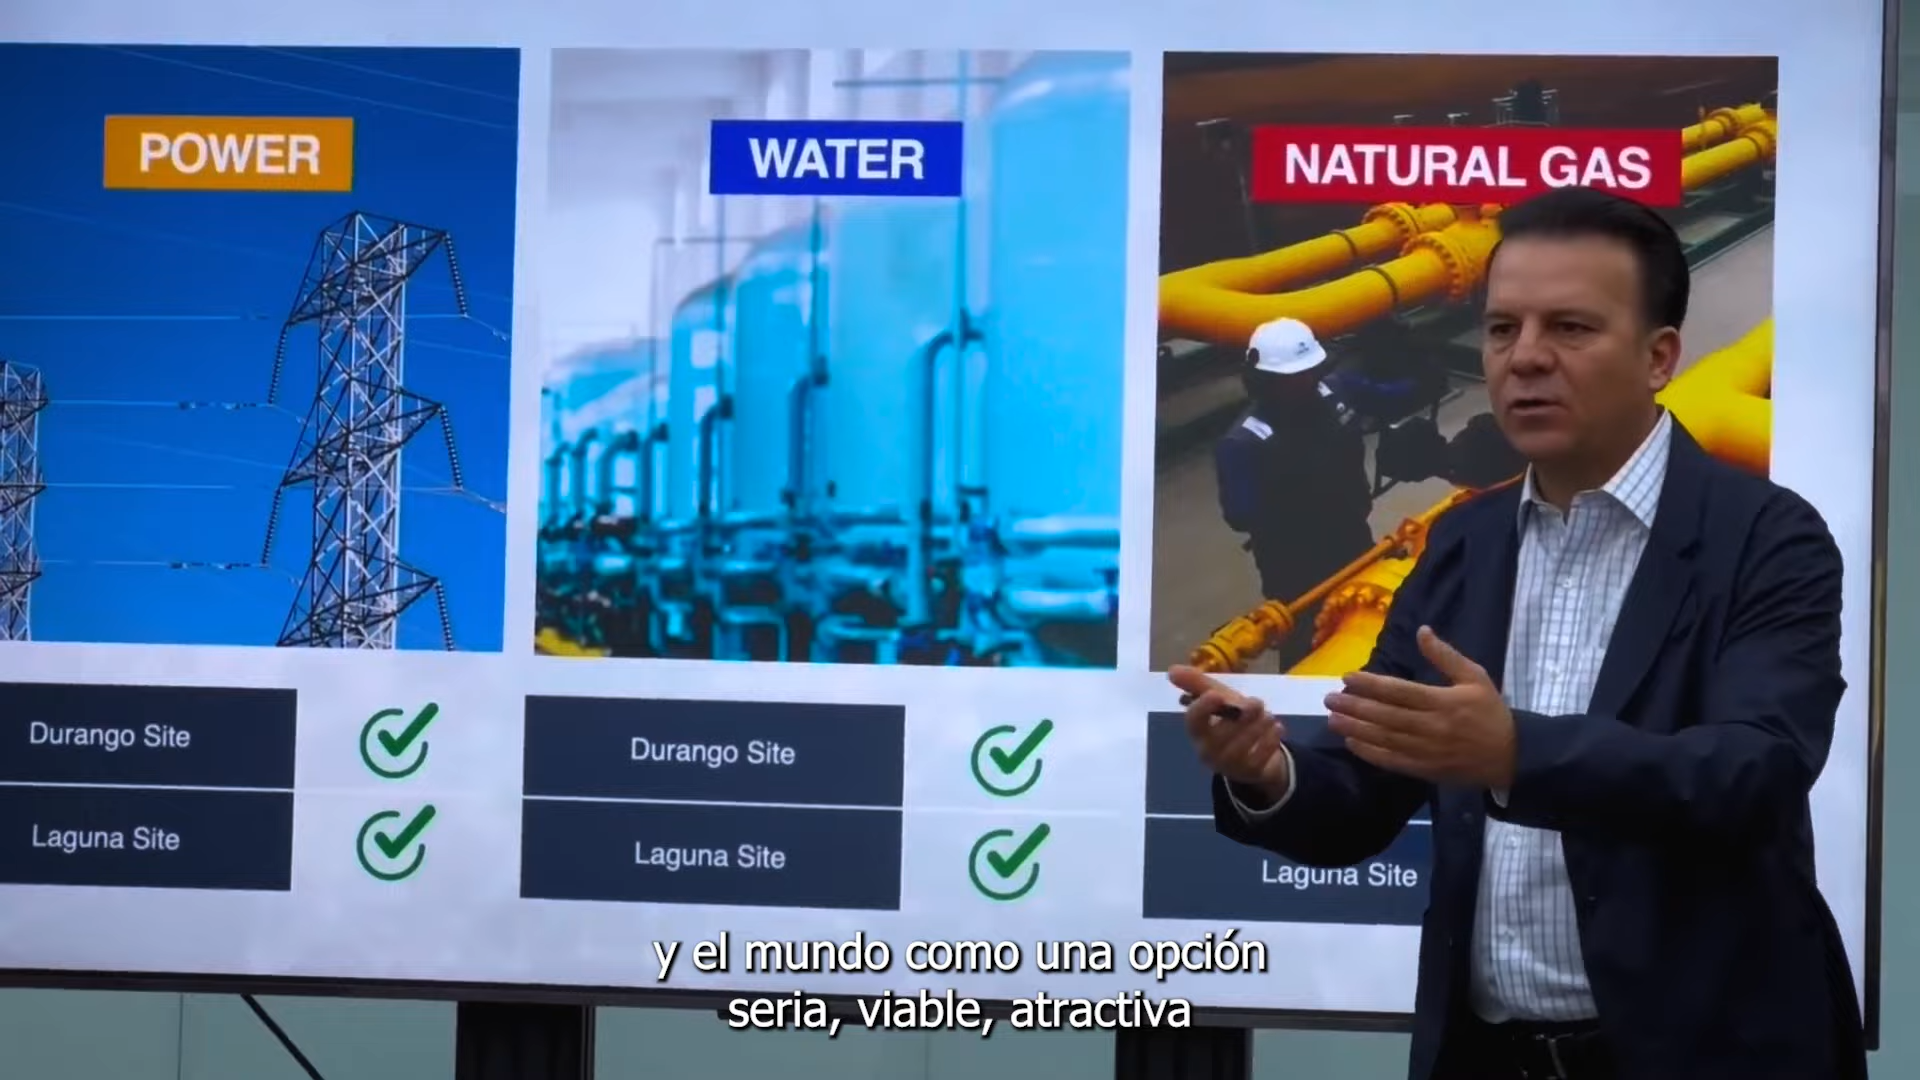 POWER
WATER
NATURAL GAS
Durango Site
Laguna Site
Durango Site
Laguna Site
Laguna Site
y el mundo como una opción
seria, viable, atractiva